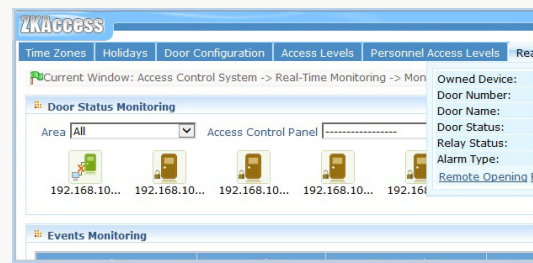 ZKAccess
Time Zones Holidays Door Configuration Access Levels Personnel Access Levels Rea
Current Window: Access Control System -> Real-Time Monitoring -> Mon
Owned Device:
Door Number:
Door Name:
Door Status:
Relay Status:
Alarm Type:
Remote Opening
Door Status Monitoring
Area All Access Control Panel -----------------
192.168.10... 192.168.10... 192.168.10... 192.168.10... 192.168
Events Monitoring